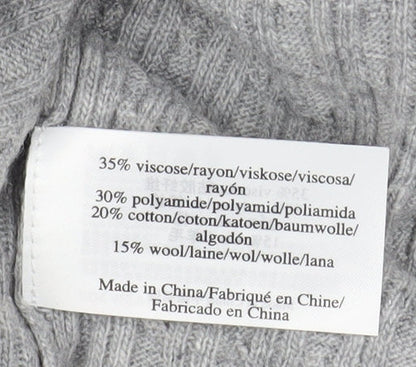 35% viscose/rayon/viskose/viscosa/
rayón
30% polyamide/polyamid/poliamida
20% cotton/coton/katoen/baumwolle/
algodón
15% wool/laine/wol/wolle/lana
Made in China/Fabriqué en Chine/
Fabricado en China